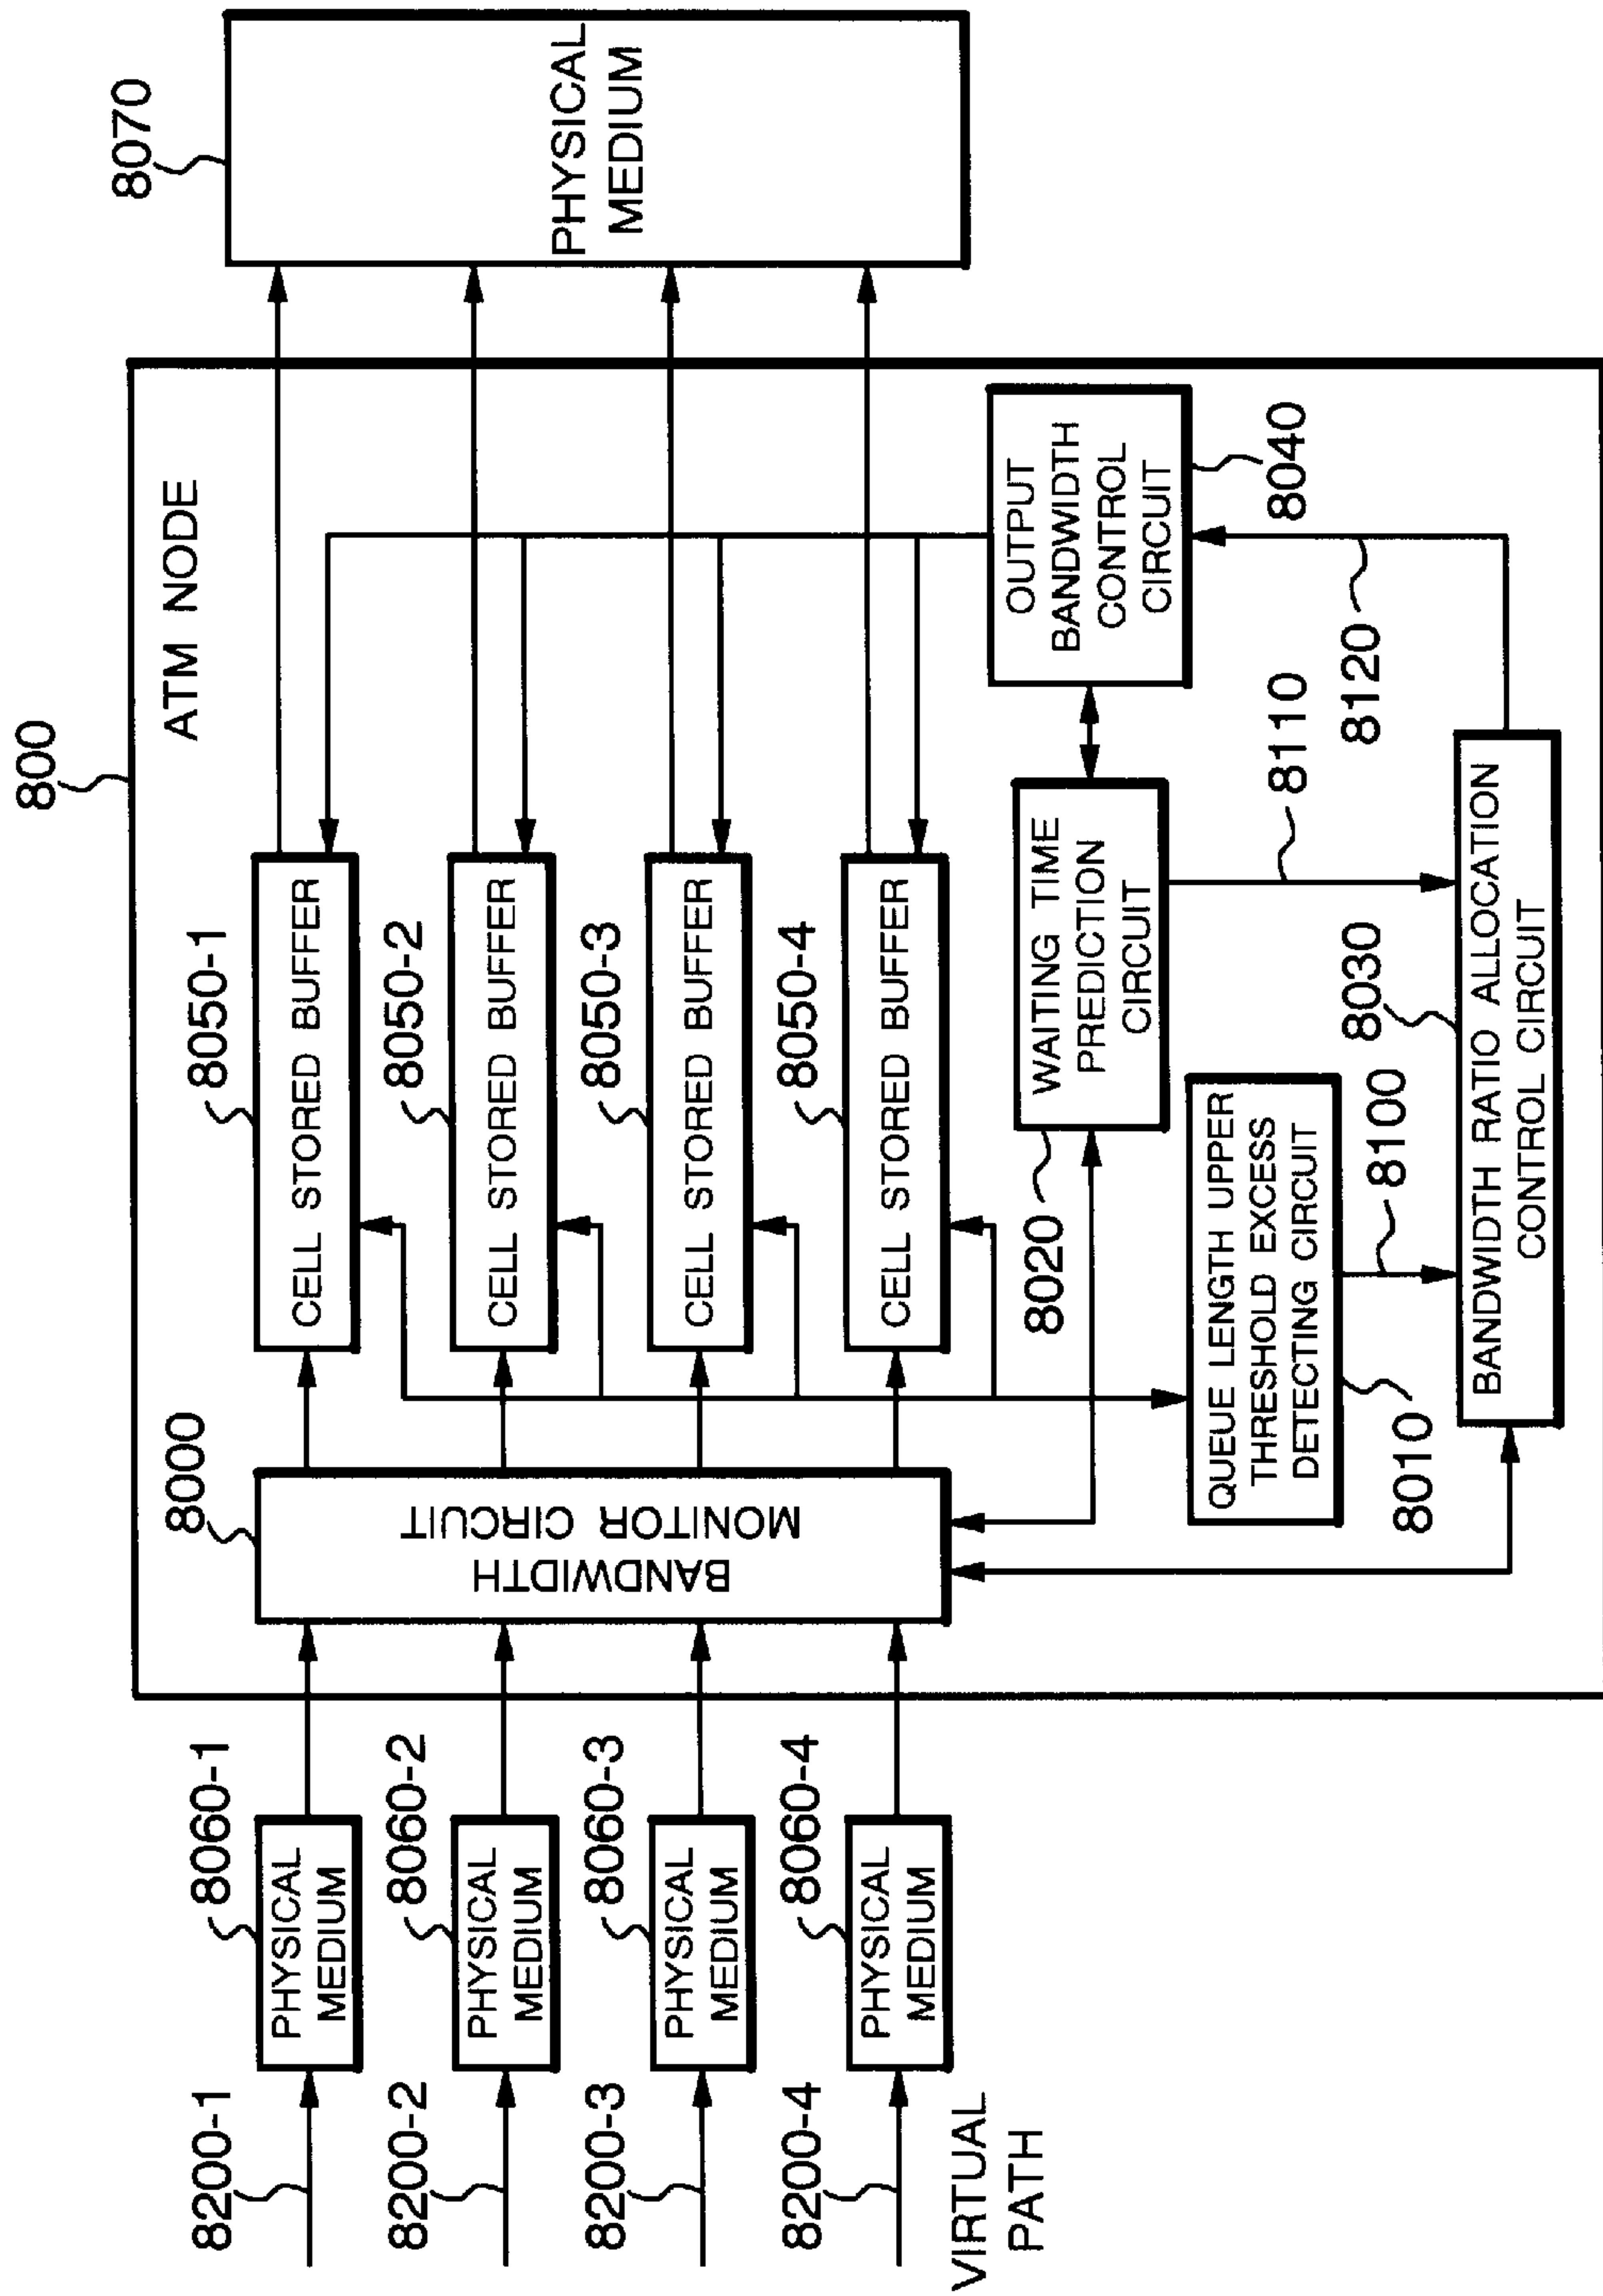 800
8070
ATM NODE
PHYSICAL
MEDIUM
8200-1
8060-1
PHYSICAL
MEDIUM
8200-2
8060-2
PHYSICAL
MEDIUM
8200-3
8060-3
PHYSICAL
MEDIUM
8200-4
8060-4
PHYSICAL
MEDIUM
VIRTUAL
PATH
8000
BANDWIDTH
MONITOR CIRCUIT
8050-1
CELL STORED BUFFER
8050-2
CELL STORED BUFFER
8050-3
CELL STORED BUFFER
8050-4
CELL STORED BUFFER
8020
WAITING TIME
PREDICTION
CIRCUIT
OUTPUT
BANDWIDTH
CONTROL
CIRCUIT
8040
QUEUE LENGTH UPPER
THRESHOLD EXCESS
DETECTING CIRCUIT
8010
8100
8110
8120
8030
BANDWIDTH RATIO ALLOCATION
CONTROL CIRCUIT